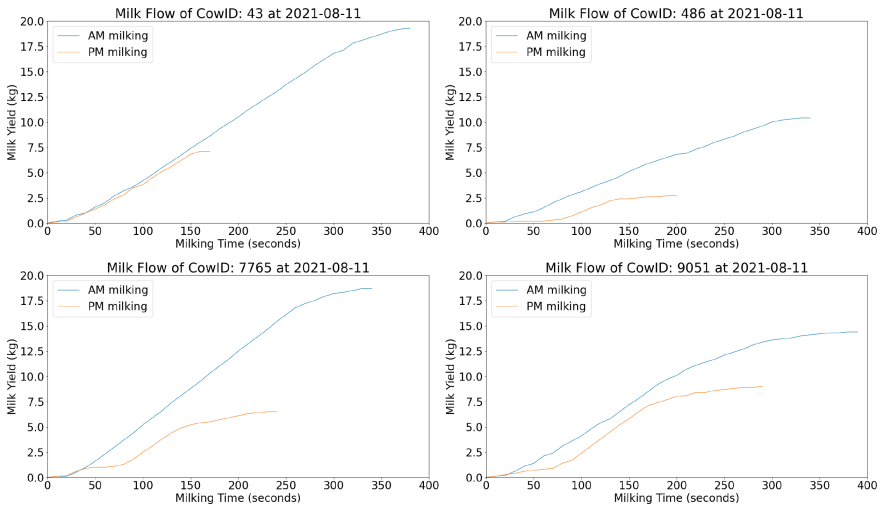 Milk Flow of CowID: 43 at 2021-08-11
20.0
17.5
15.0
12.5
10.0
7.5
5.0
2.5
0.0
Milk Yield (kg)
AM milking
PM milking
0 50 100 150 200 250 300 350 400
Milking Time (seconds)
Milk Flow of CowID: 486 at 2021-08-11
20.0
17.5
15.0
12.5
10.0
7.5
5.0
2.5
0.0
Milk Yield (kg)
AM milking
PM milking
0 50 100 150 200 250 300 350 400
Milking Time (seconds)
Milk Flow of CowID: 7765 at 2021-08-11
20.0
17.5
15.0
12.5
10.0
7.5
5.0
2.5
0.0
Milk Yield (kg)
AM milking
PM milking
0 50 100 150 200 250 300 350 400
Milking Time (seconds)
Milk Flow of CowID: 9051 at 2021-08-11
20.0
17.5
15.0
12.5
10.0
7.5
5.0
2.5
0.0
Milk Yield (kg)
AM milking
PM milking
0 50 100 150 200 250 300 350 400
Milking Time (seconds)